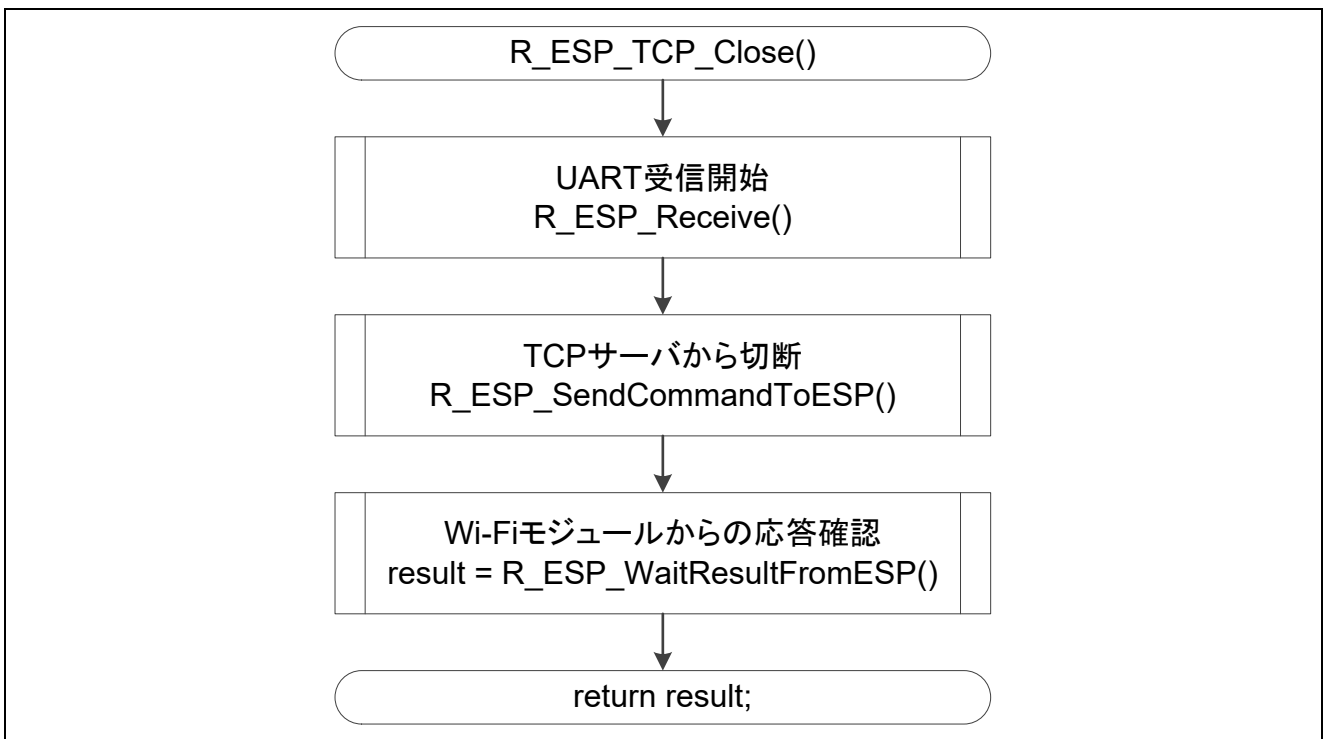 R_ESP_TCP_Close()
UART受信開始
R_ESP_Receive()
TCPサーバから切断
R_ESP_SendCommandToESP()
Wi-Fiモジュールからの応答確認
result = R_ESP_WaitResultFromESP()
return result;